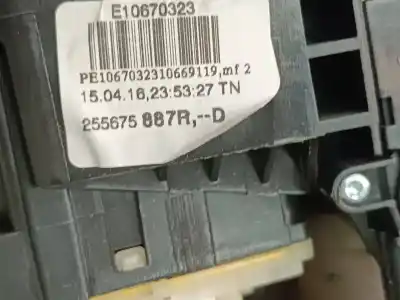 E10670323
PE1067032310669119,mf 2
15.04.16,23:53:27 TN
255675 887R,--D